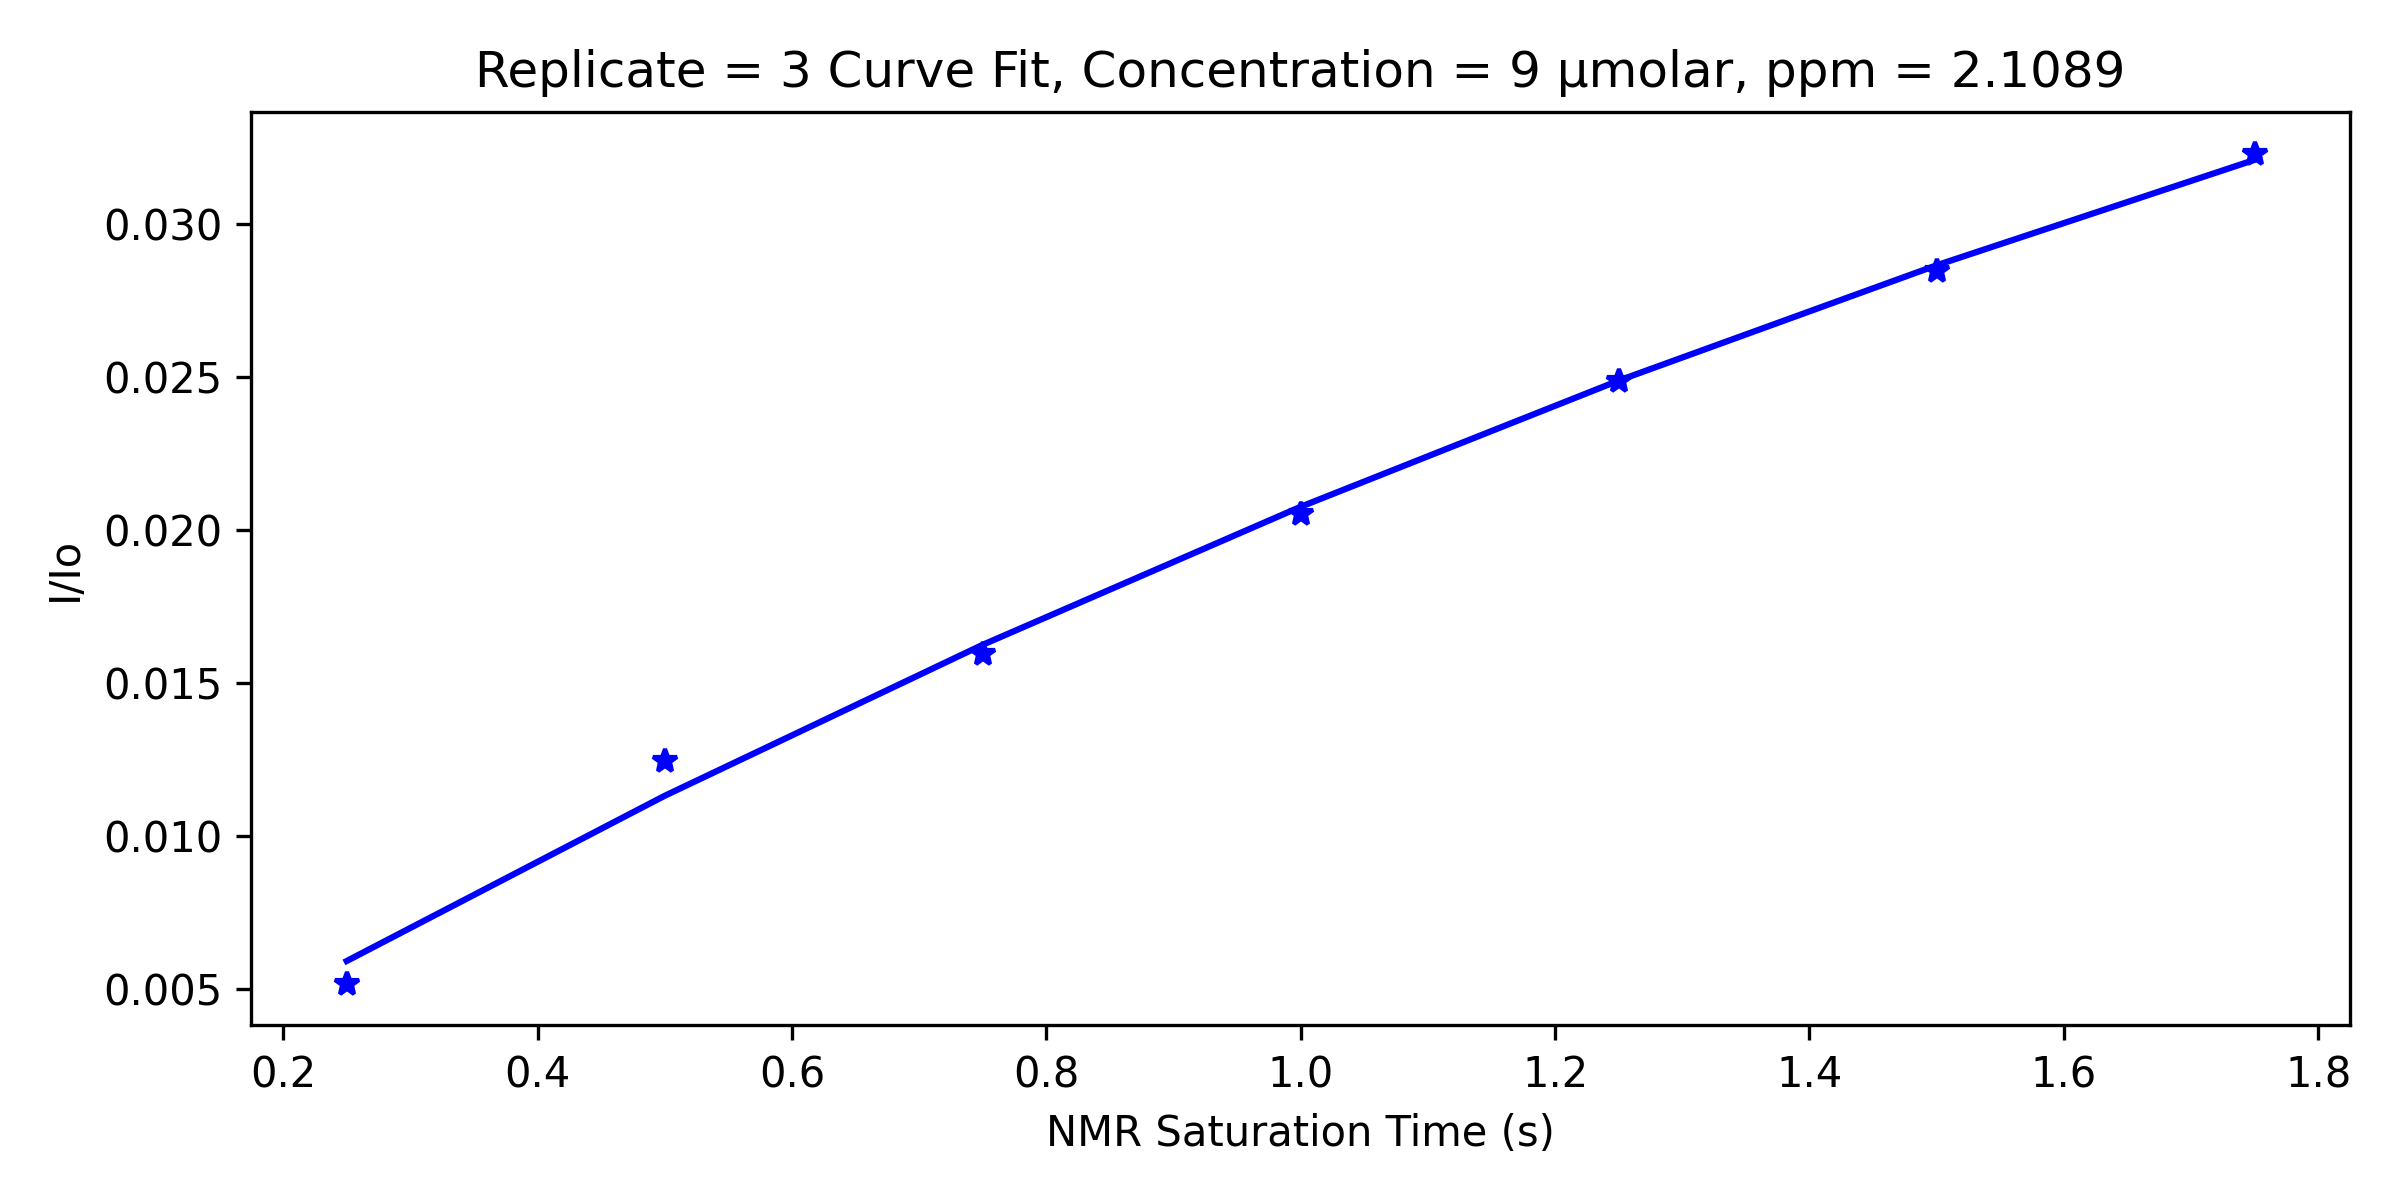 Replicate = 3 Curve Fit, Concentration = 9 μmolar, ppm = 2.1089
0.030
0.025
0.020
0.015
0.010
0.005
I/Io
0.2 0.4 0.6 0.8 1.0 1.2 1.4 1.6 1.8
NMR Saturation Time (s)